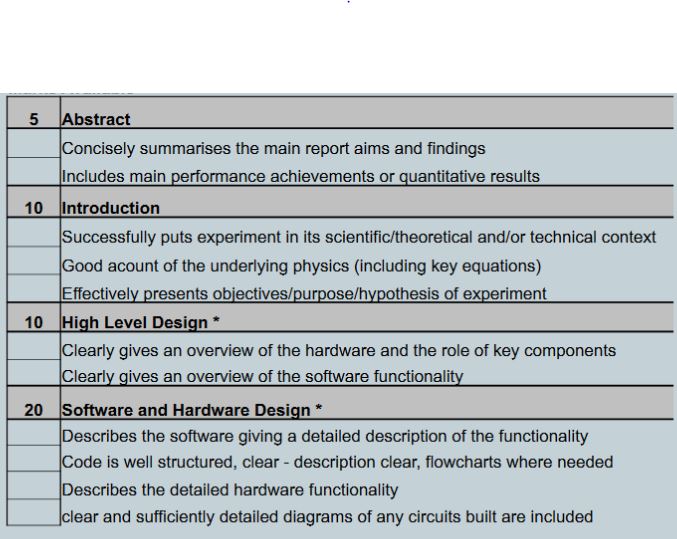 5 Abstract
Concisely summarises the main report aims and findings
Includes main performance achievements or quantitative results
10 Introduction
Successfully puts experiment in its scientific/theoretical and/or technical context
Good acount of the underlying physics (including key equations)
Effectively presents objectives/purpose/hypothesis of experiment
10 High Level Design *
Clearly gives an overview of the hardware and the role of key components
Clearly gives an overview of the software functionality
20 Software and Hardware Design *
Describes the software giving a detailed description of the functionality
Code is well structured, clear - description clear, flowcharts where needed
Describes the detailed hardware functionality
clear and sufficiently detailed diagrams of any circuits built are included